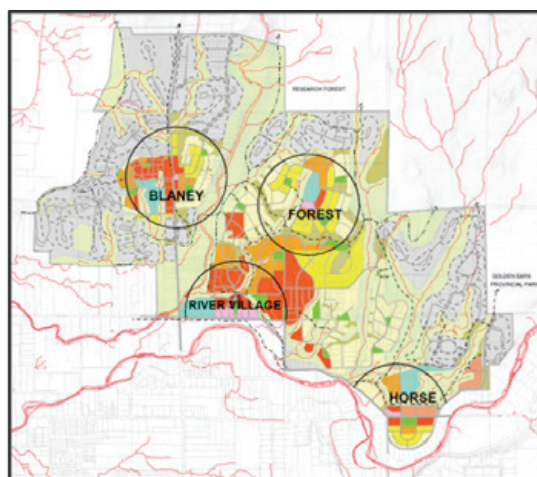 RESEARCH FOREST
BLANEY
FOREST
GOLDEN EARS
PROVINCIAL PARK
RIVER VILLAGE
HORSE